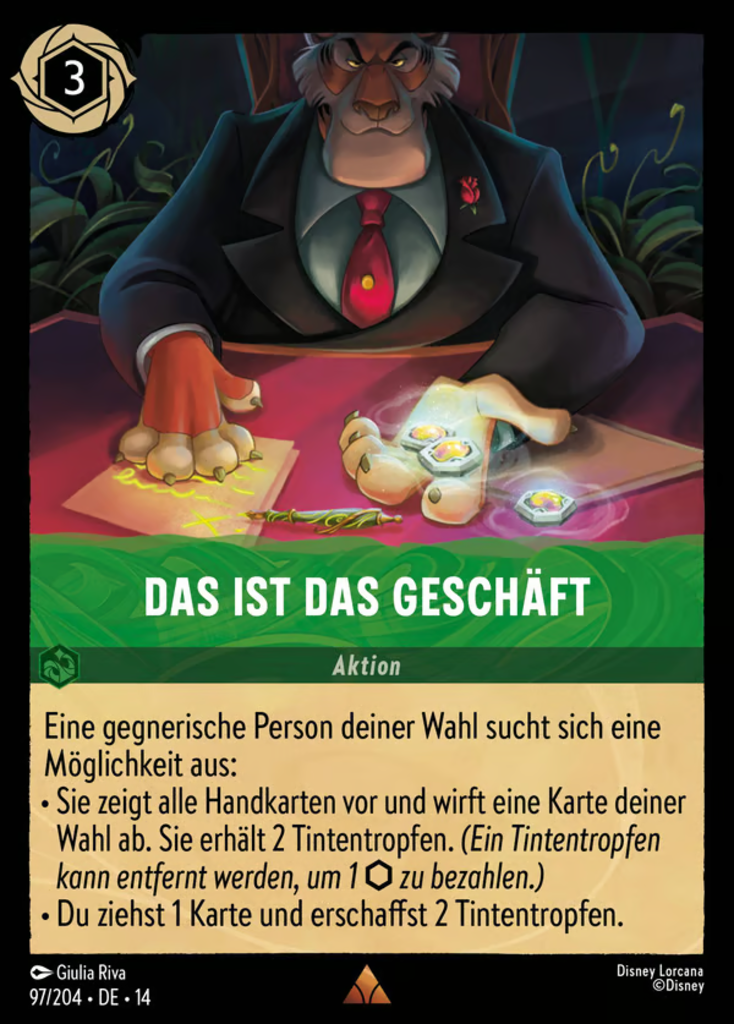 3
DAS IST DAS GESCHÄFT
Aktion
Eine gegnerische Person deiner Wahl sucht sich eine
Möglichkeit aus:
• Sie zeigt alle Handkarten vor und wirft eine Karte deiner
Wahl ab. Sie erhält 2 Tintentropfen. (Ein Tintentropfen
kann entfernt werden, um 1 ⬡ zu bezahlen.)
• Du ziehst 1 Karte und erschaffst 2 Tintentropfen.
Giulia Riva
97/204 • DE • 14
Disney Lorcana
©Disney